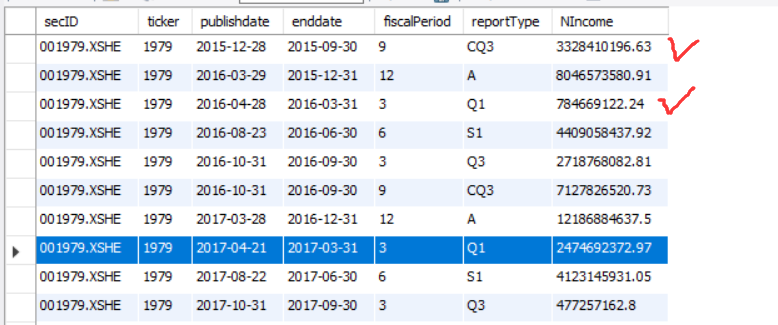 secID ticker publishdate enddate fiscalPeriod reportType NIncome
001979.XSHE 1979 2015-12-28 2015-09-30 9 CQ3 3328410196.63
001979.XSHE 1979 2016-03-29 2015-12-31 12 A 8046573580.91
001979.XSHE 1979 2016-04-28 2016-03-31 3 Q1 784669122.24
001979.XSHE 1979 2016-08-23 2016-06-30 6 S1 4409058437.92
001979.XSHE 1979 2016-10-31 2016-09-30 3 Q3 2718768082.81
001979.XSHE 1979 2016-10-31 2016-09-30 9 CQ3 7127826520.73
001979.XSHE 1979 2017-03-28 2016-12-31 12 A 12186884637.5
001979.XSHE 1979 2017-04-21 2017-03-31 3 Q1 2474692372.97
001979.XSHE 1979 2017-08-22 2017-06-30 6 S1 4123145931.05
001979.XSHE 1979 2017-10-31 2017-09-30 3 Q3 477257162.8